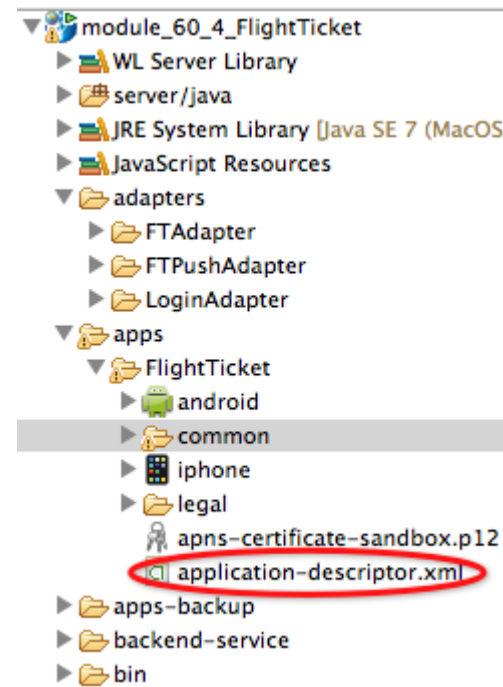 module_60_4_FlightTicket
WL Server Library
server/java
JRE System Library [Java SE 7 (MacOS
JavaScript Resources
adapters
FTAdapter
FTPushAdapter
LoginAdapter
apps
FlightTicket
android
common
iphone
legal
apns-certificate-sandbox.p12
application-descriptor.xml
apps-backup
backend-service
bin